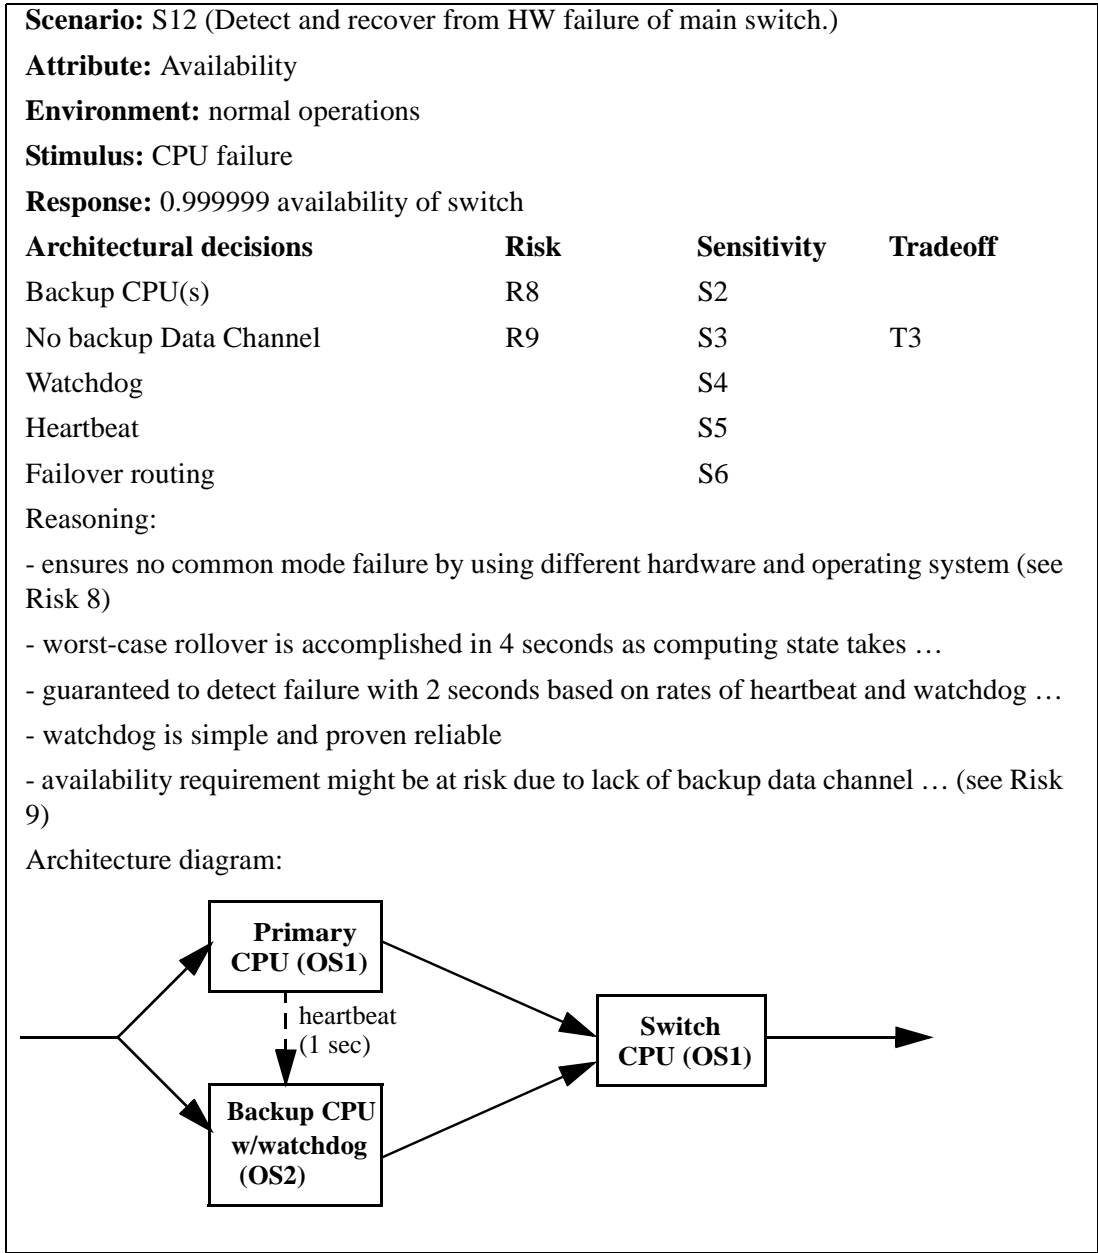 Scenario: S12 (Detect and recover from HW failure of main switch.)
Attribute: Availability
Environment: normal operations
Stimulus: CPU failure
Response: 0.999999 availability of switch
Architectural decisions Risk Sensitivity Tradeoff
Backup CPU(s) R8 S2
No backup Data Channel R9 S3 T3
Watchdog S4
Heartbeat S5
Failover routing S6
Reasoning:
- ensures no common mode failure by using different hardware and operating system (see
Risk 8)
- worst-case rollover is accomplished in 4 seconds as computing state takes …
- guaranteed to detect failure with 2 seconds based on rates of heartbeat and watchdog …
- watchdog is simple and proven reliable
- availability requirement might be at risk due to lack of backup data channel … (see Risk
9)
Architecture diagram:
Primary
CPU (OS1)
heartbeat
(1 sec)
Switch
CPU (OS1)
Backup CPU
w/watchdog
(OS2)